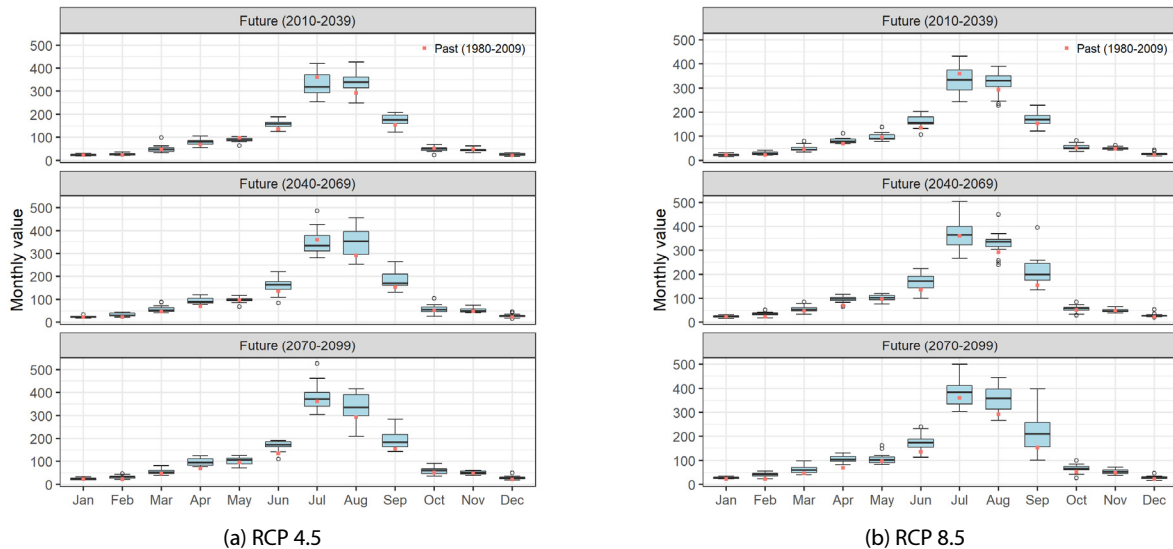 Future (2010-2039)
Monthly value
500
400
300
200
100
0
Past (1980-2009)
Future (2040-2069)
500
400
300
200
100
0
Future (2070-2099)
500
400
300
200
100
0
Jan Feb Mar Apr May Jun Jul Aug Sep Oct Nov Dec
(a) RCP 4.5
Future (2010-2039)
Monthly value
500
400
300
200
100
0
Past (1980-2009)
Future (2040-2069)
500
400
300
200
100
0
Future (2070-2099)
500
400
300
200
100
0
Jan Feb Mar Apr May Jun Jul Aug Sep Oct Nov Dec
(b) RCP 8.5